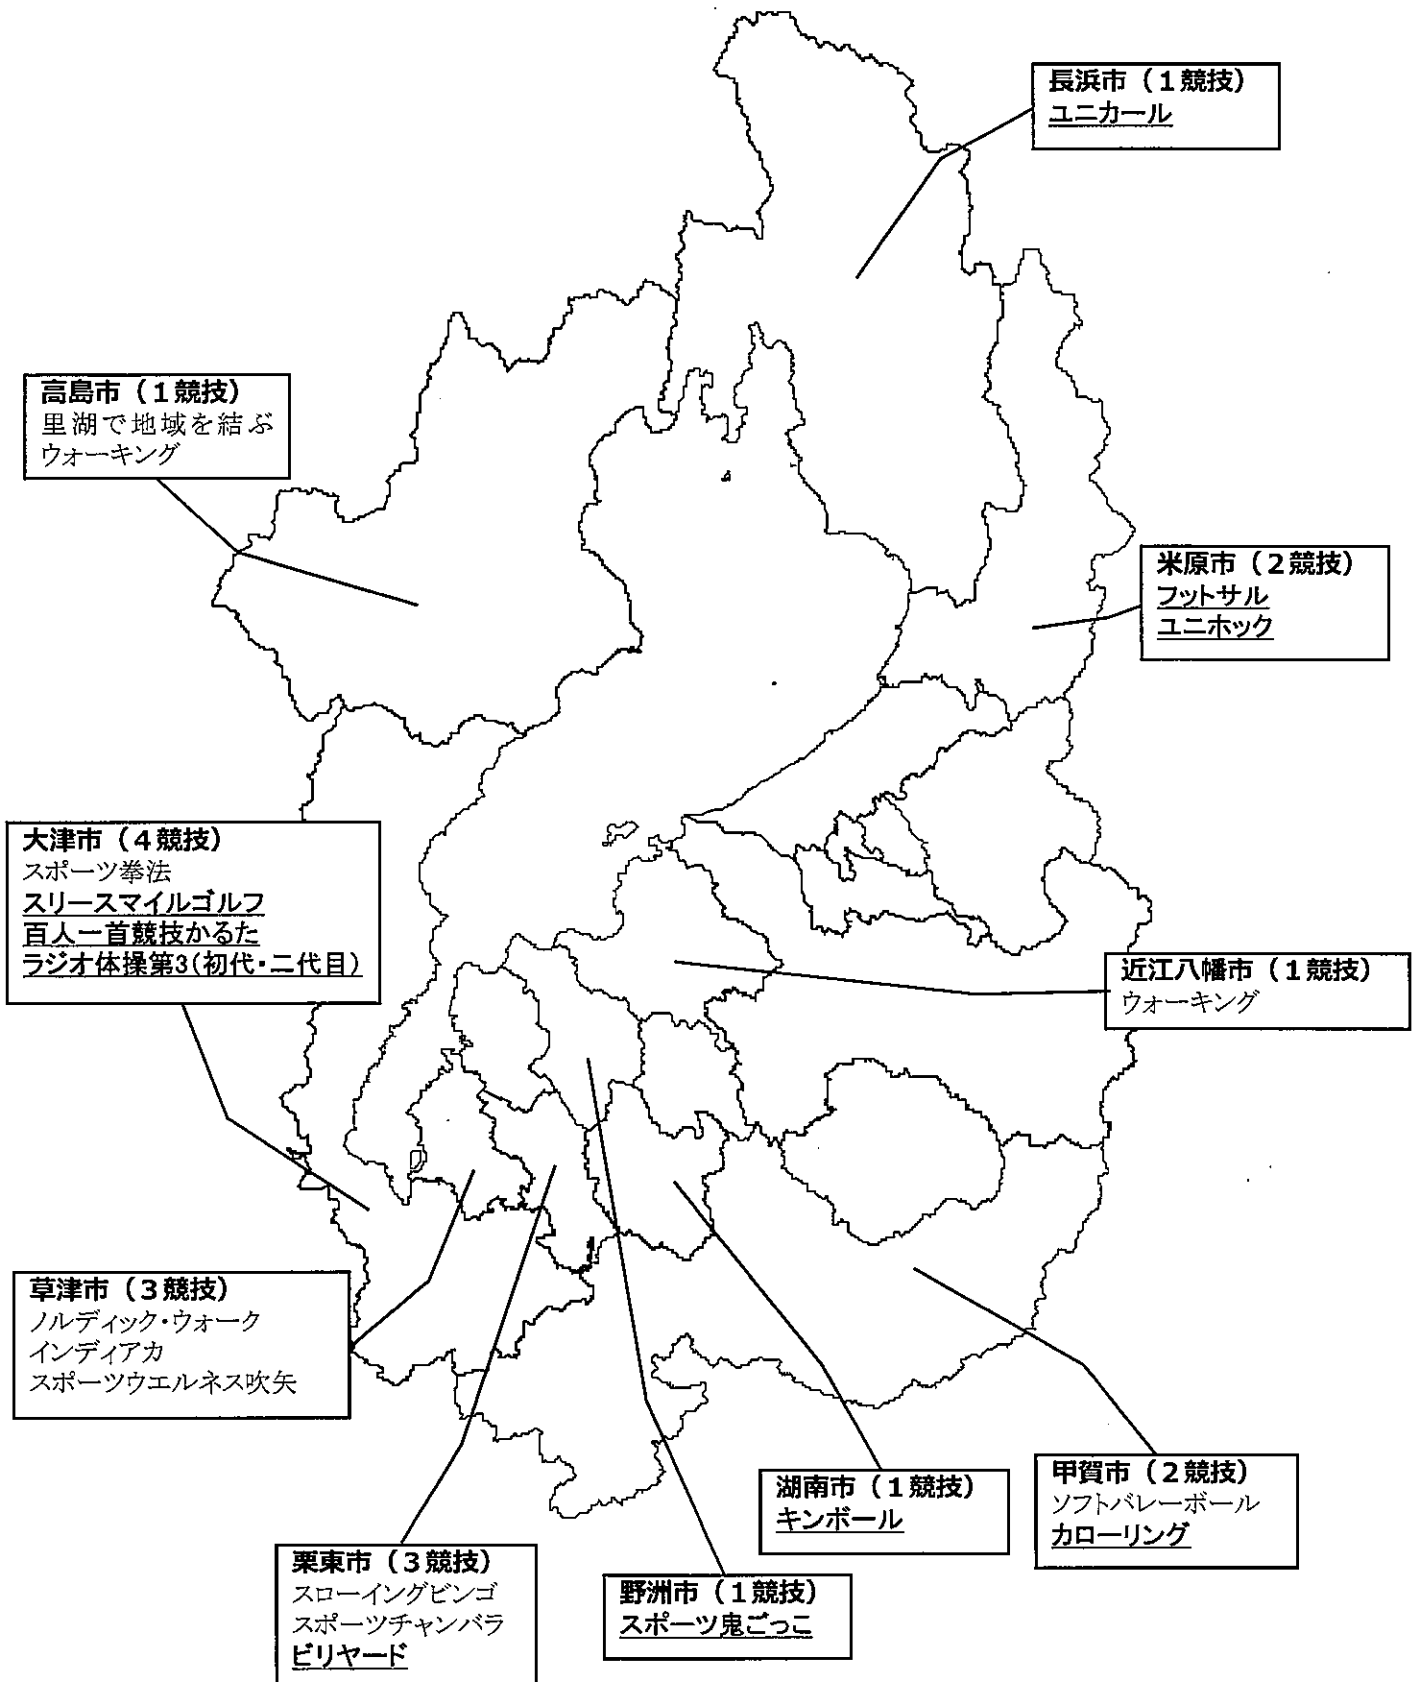 長浜市（１競技）
ユニカール
高島市（１競技）
里湖で地域を結ぶ
ウォーキング
米原市（２競技）
フットサル
ユニホック
大津市（４競技）
スポーツ拳法
スリースマイルゴルフ
百人一首競技かるた
ラジオ体操第3（初代・二代目）
近江八幡市（１競技）
ウォーキング
草津市（３競技）
ノルディック・ウォーク
インディアカ
スポーツウエルネス吹矢
甲賀市（２競技）
ソフトバレーボール
カローリング
湖南市（１競技）
キンボール
栗東市（３競技）
スローイングビンゴ
スポーツチャンバラ
ビリヤード
野洲市（１競技）
スポーツ鬼ごっこ